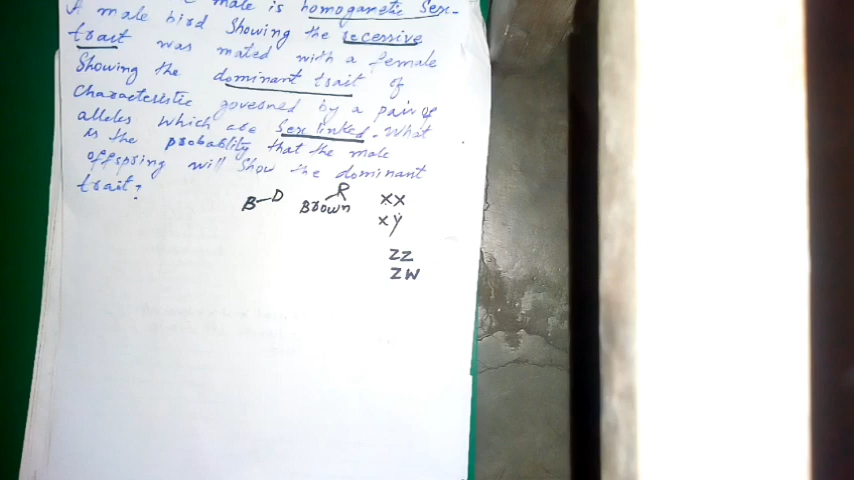 male is homogametic sex-
A male bird Showing the recessive
trait was mated with a female
Showing the dominant trait of
Characteristic governed by a pair of
alleles which are Sex linked. What
is the probablity that the male
offspring will Show the dominant
trait?
B-D Brown R XX
XY
ZZ
ZW